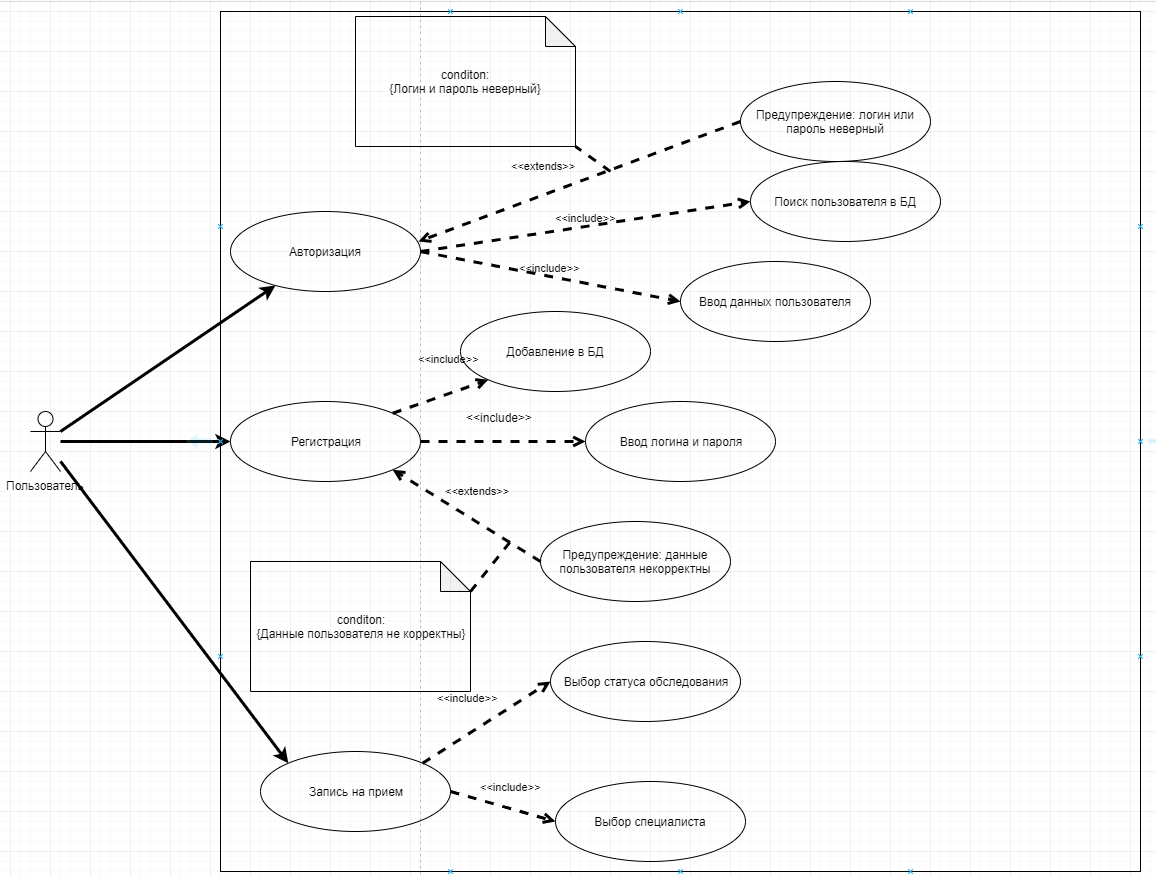 conditon:
{Логин и пароль неверный}
Предупреждение: логин или
пароль неверный
<<extends>>
Поиск пользователя в БД
<<include>>
Авторизация
<<include>>
Ввод данных пользователя
Добавление в БД
<<include>>
<<include>>
Регистрация
Ввод логина и пароля
Пользователь
<<extends>>
Предупреждение: данные
пользователя некорректны
conditon:
{Данные пользователя не корректны}
Выбор статуса обследования
<<include>>
<<include>>
Запись на прием
Выбор специалиста